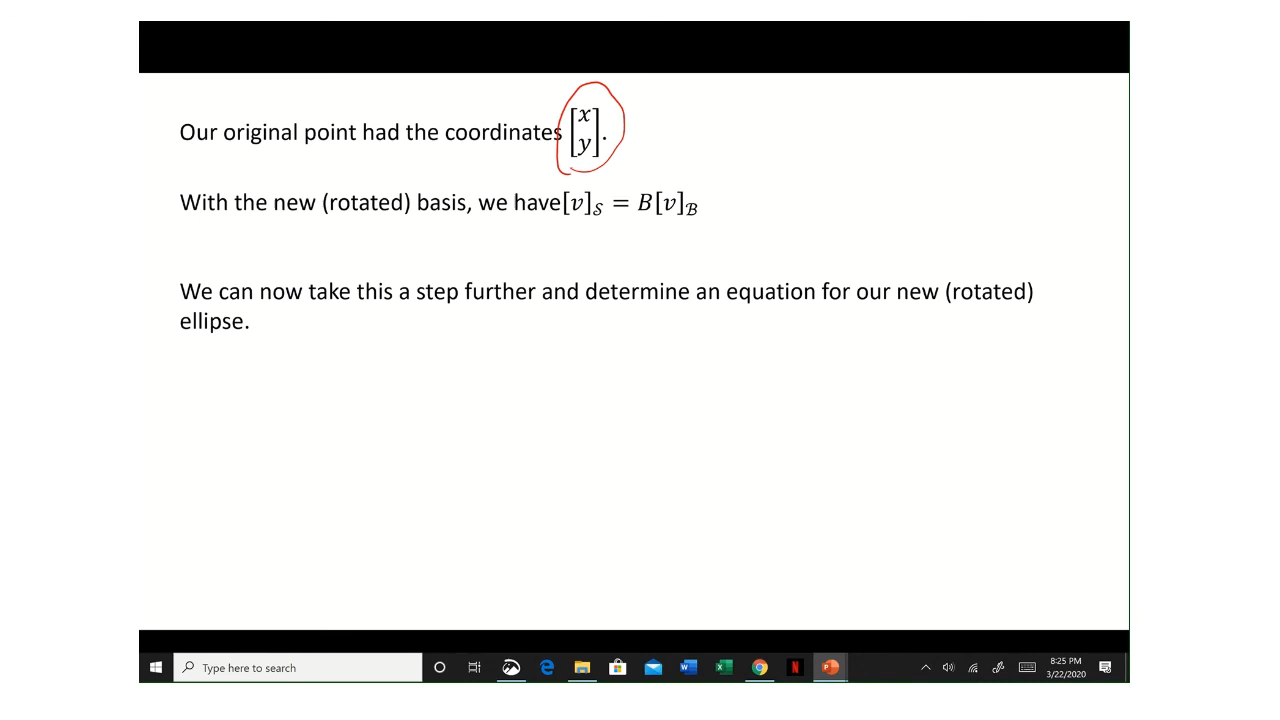 Our original point had the coordinates [x y].
With the new (rotated) basis, we have[v]_𝒮 = B[v]_ℬ
We can now take this a step further and determine an equation for our new (rotated)
ellipse.
Type here to search
8:25 PM
3/22/2020